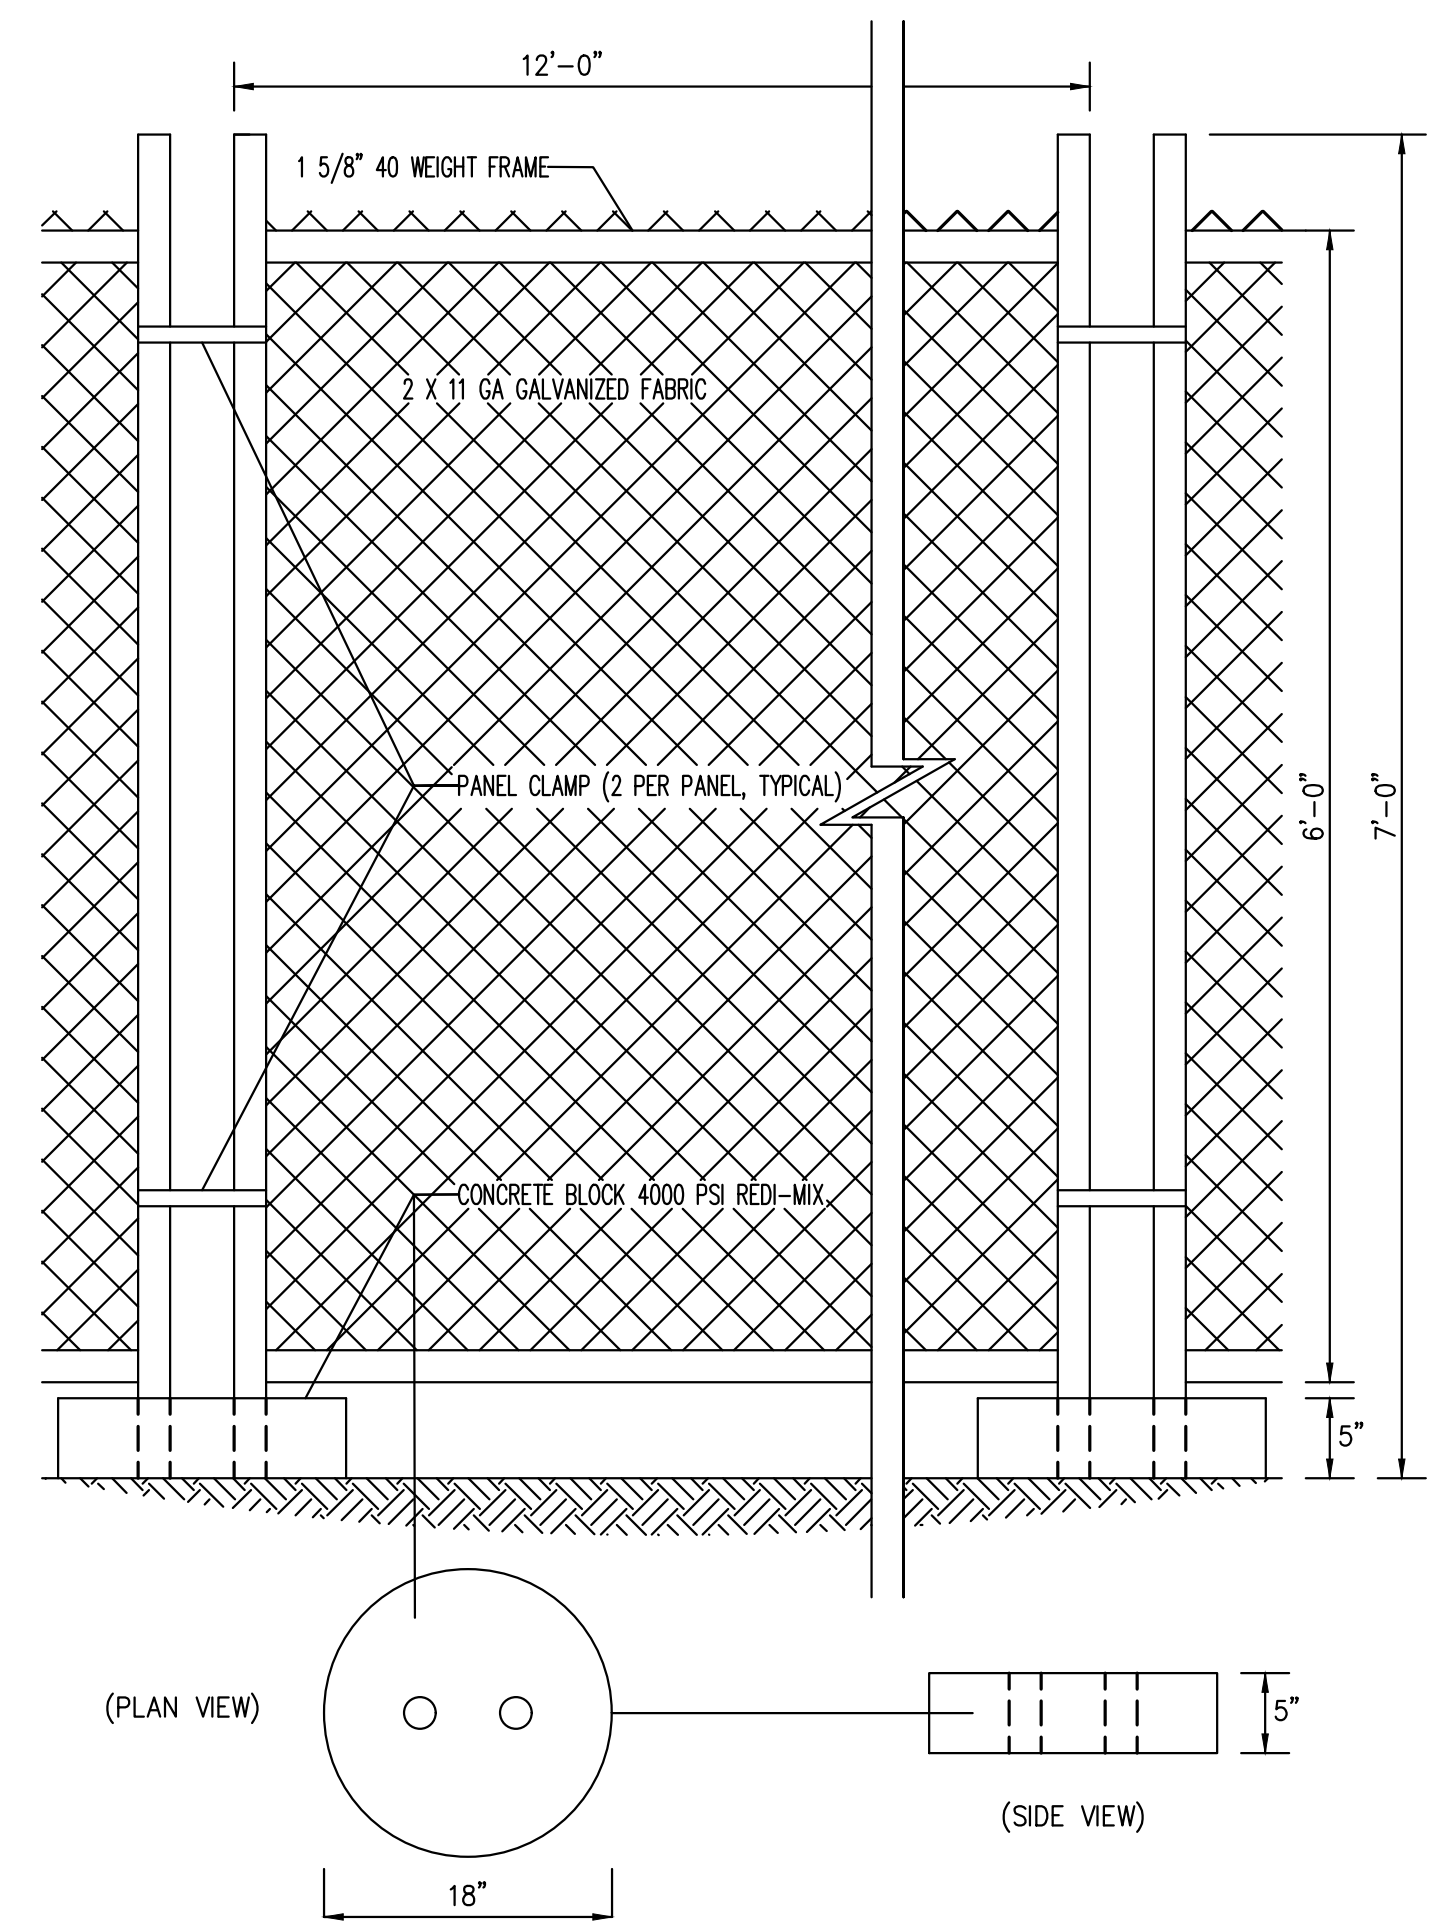 12'-0"
1 5/8" 40 WEIGHT FRAME
2 X 11 GA GALVANIZED FABRIC
PANEL CLAMP (2 PER PANEL, TYPICAL)
6'-0"
7'-0"
CONCRETE BLOCK 4000 PSI REDI-MIX
5"
(PLAN VIEW)
5"
(SIDE VIEW)
18"